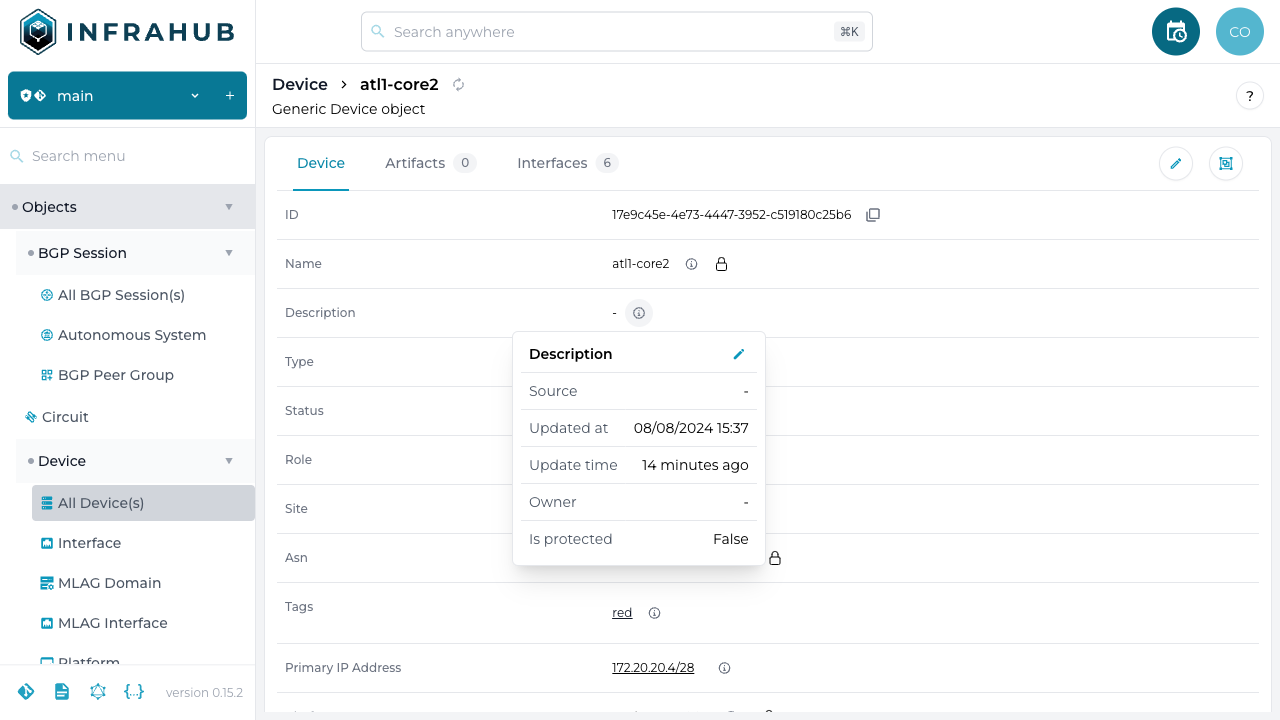 INFRAHUB
Search anywhere
⌘K
CO
main
+
Device > atl1-core2
Generic Device object
?
Search menu
Objects
BGP Session
All BGP Session(s)
Autonomous System
BGP Peer Group
Circuit
Device
All Device(s)
Interface
MLAG Domain
MLAG Interface
Platform
version 0.15.2
Device
Artifacts 0
Interfaces 6
ID 17e9c45e-4e73-4447-3952-c519180c25b6
Name atl1-core2
Description -
Type
Status
Role
Site
Asn
Tags red
Primary IP Address 172.20.20.4/28
Description
Source -
Updated at 08/08/2024 15:37
Update time 14 minutes ago
Owner -
Is protected False